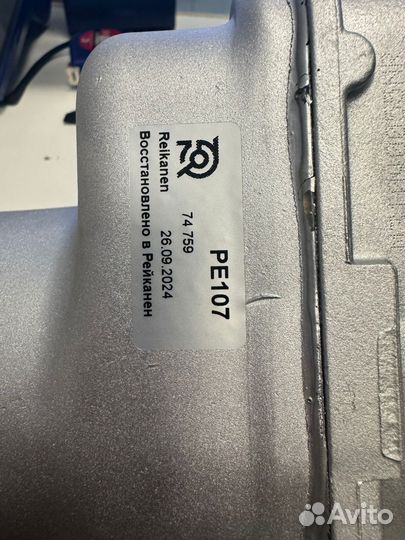 PE107
74 759 26.09.2024
Reikanen Восстановлено в Рейканен
Avito